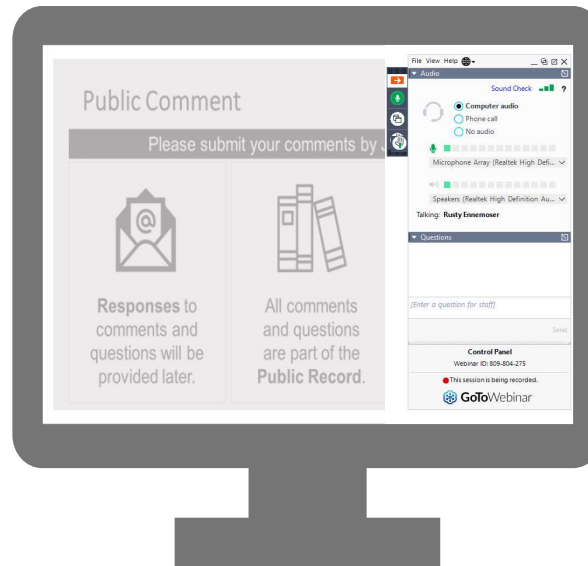 Public Comment
Please submit your comments by
Responses to
comments and
questions will be
provided later.
All comments
and questions
are part of the
Public Record.
File View Help
Audio
Sound Check ?
Computer audio
Phone call
No audio
Microphone Array (Realtek High Defi...
Speakers (Realtek High Definition Au...
Talking: Rusty Ennemoser
Questions
[Enter a question for staff]
Send
Control Panel
Webinar ID: 809-804-275
This session is being recorded.
GoToWebinar